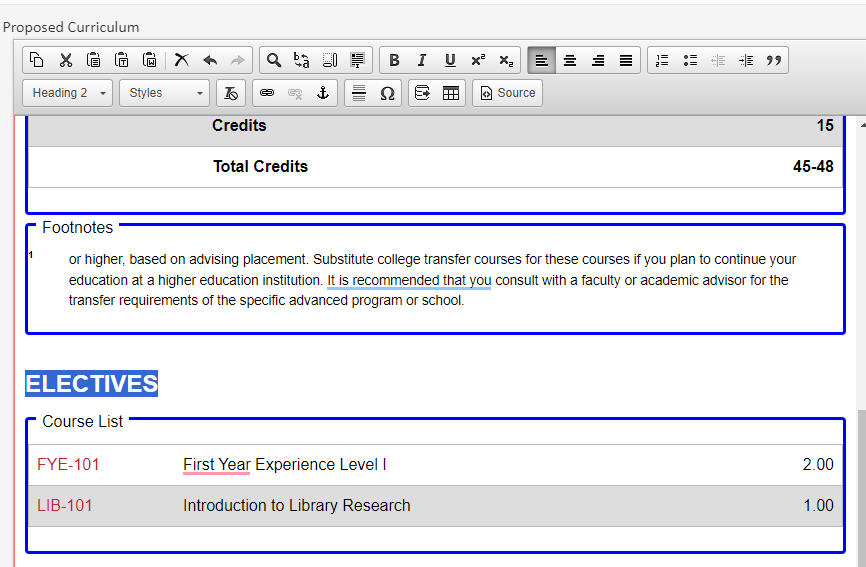 Proposed Curriculum
B I U x² x₂
Heading 2 Styles Ω Source
Credits 15
Total Credits 45-48
Footnotes
1 or higher, based on advising placement. Substitute college transfer courses for these courses if you plan to continue your
education at a higher education institution. It is recommended that you consult with a faculty or academic advisor for the
transfer requirements of the specific advanced program or school.
ELECTIVES
Course List
FYE-101 First Year Experience Level I 2.00
LIB-101 Introduction to Library Research 1.00